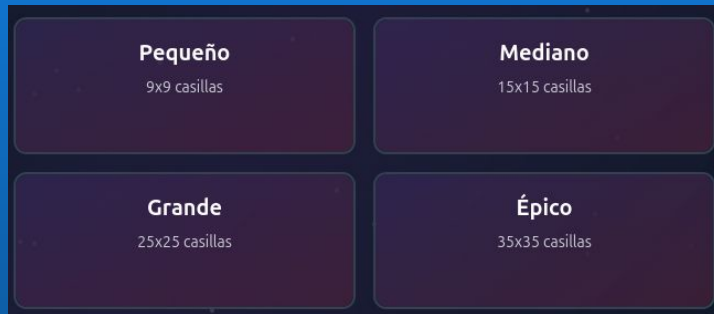 Pequeño
9x9 casillas
Mediano
15x15 casillas
Grande
25x25 casillas
Épico
35x35 casillas